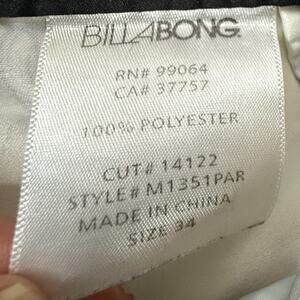 BILLABONG
RN# 99064
CA# 37757
100% POLYESTER
CUT# 14122
STYLE# M1351PAR
MADE IN CHINA
SIZE 34